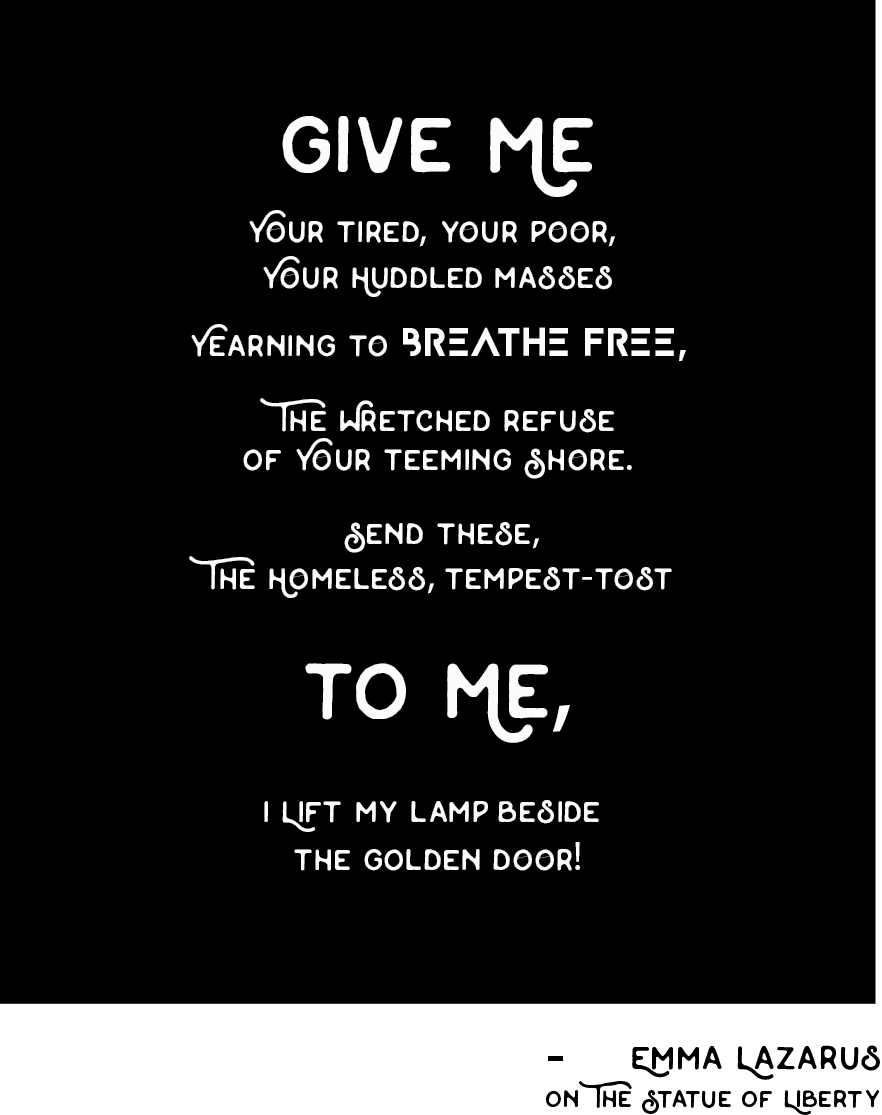 GIVE ME
YOUR TIRED, YOUR POOR,
YOUR HUDDLED MASSES
YEARNING TO BREATHE FREE,
THE WRETCHED REFUSE
OF YOUR TEEMING SHORE.
SEND THESE,
THE HOMELESS, TEMPEST-TOST
TO ME,
I LIFT MY LAMP BESIDE
THE GOLDEN DOOR!
- EMMA LAZARUS
ON THE STATUE OF LIBERTY